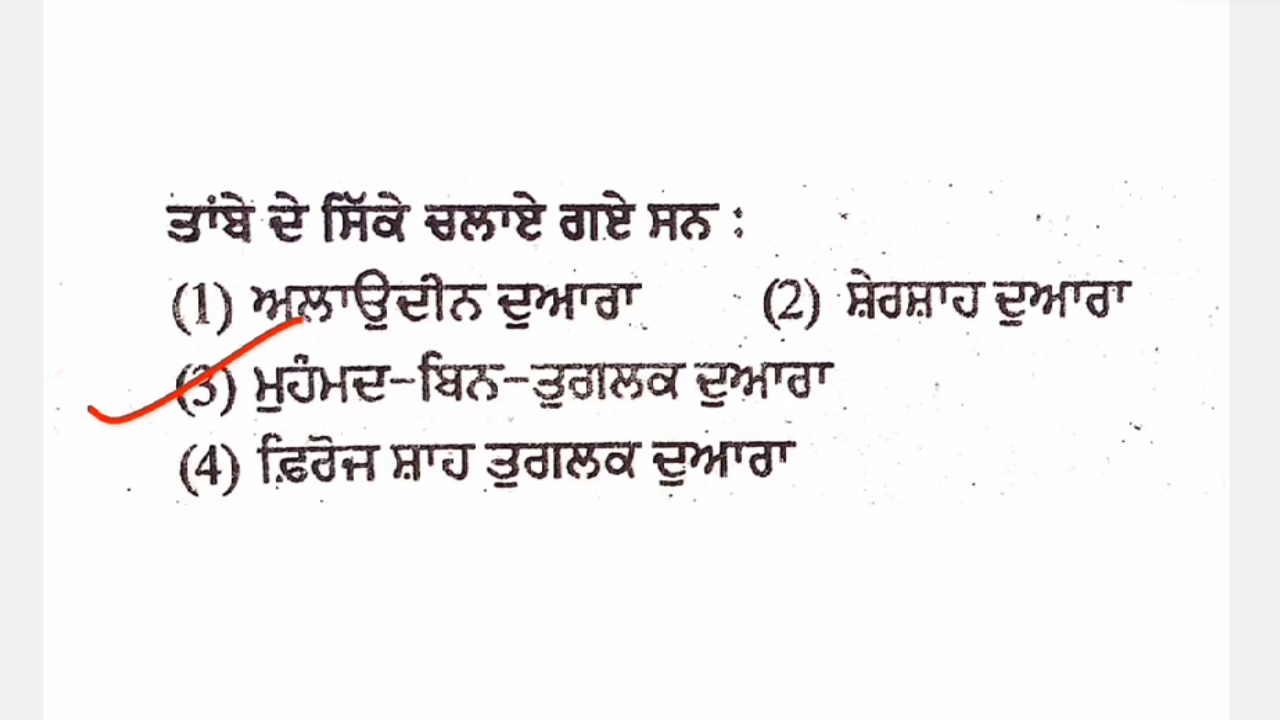 ਤਾਂਬੇ ਦੇ ਸਿੱਕੇ ਚਲਾਏ ਗਏ ਸਨ :
(1) ਅਲਾਉਦੀਨ ਦੁਆਰਾ (2) ਸ਼ੇਰਸ਼ਾਹ ਦੁਆਰਾ
(3) ਮੁਹੰਮਦ-ਬਿਨ-ਤੁਗਲਕ ਦੁਆਰਾ
(4) ਫ਼ਿਰੋਜ ਸ਼ਾਹ ਤੁਗਲਕ ਦੁਆਰਾ